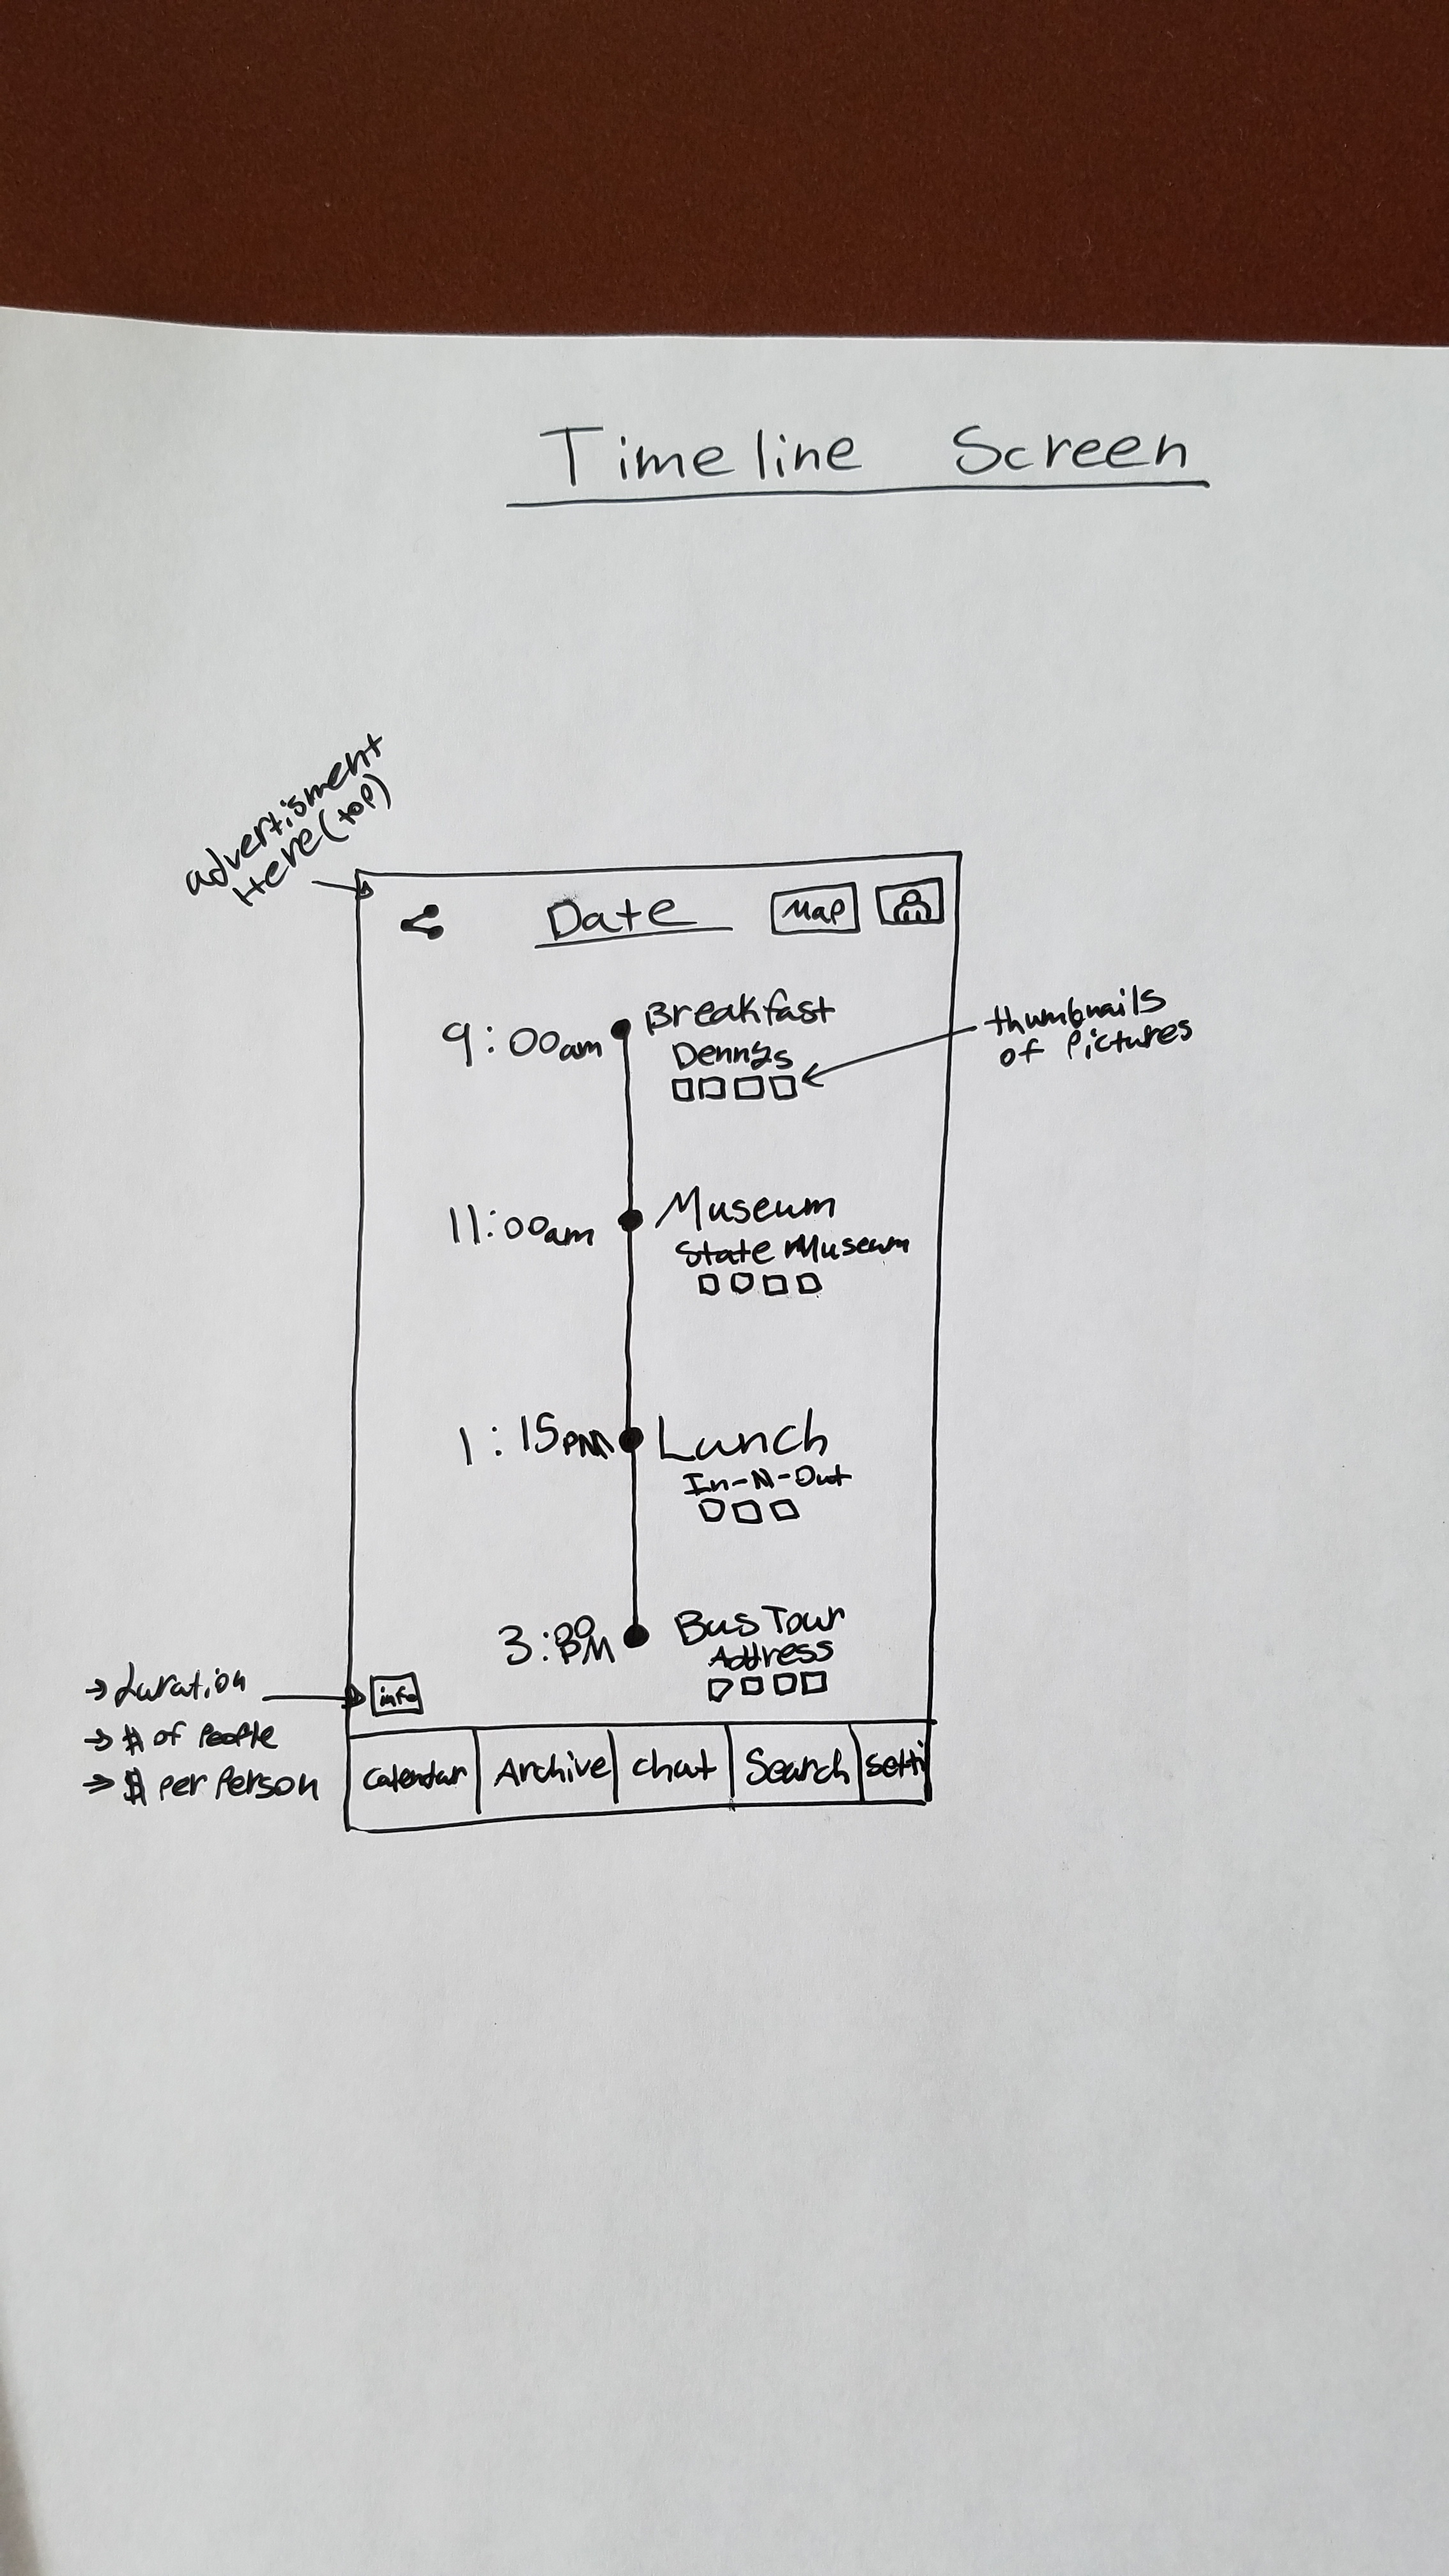 Timeline Screen
advertisment
Here (top)
Date
Map
9:00am
Breakfast
Dennys
thumbnails
of Pictures
11:00am
Museum
State Museum
1:15PM
Lunch
In-N-Out
3:00
PM
Bus Tour
Address
→ duration
info
→ # of People
→ $ per Person
Calendar
Archive
chat
Search
Setti